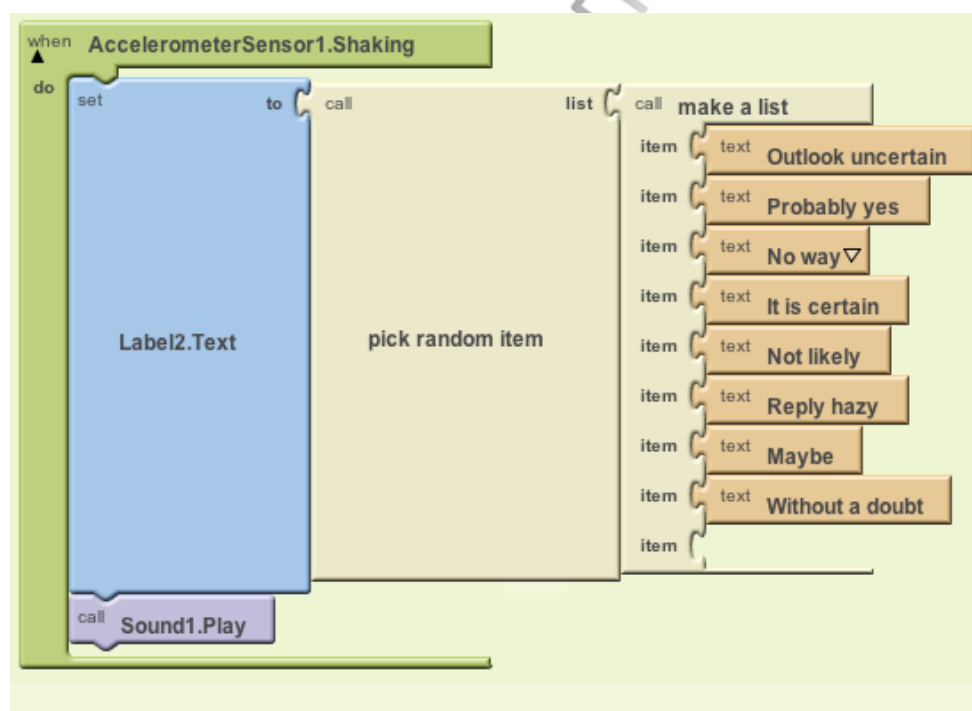 when AccelerometerSensor1.Shaking
do
set to call list call make a list
item text Outlook uncertain
item text Probably yes
item text No way
item text It is certain
Label2.Text pick random item
item text Not likely
item text Reply hazy
item text Maybe
item text Without a doubt
item
call Sound1.Play